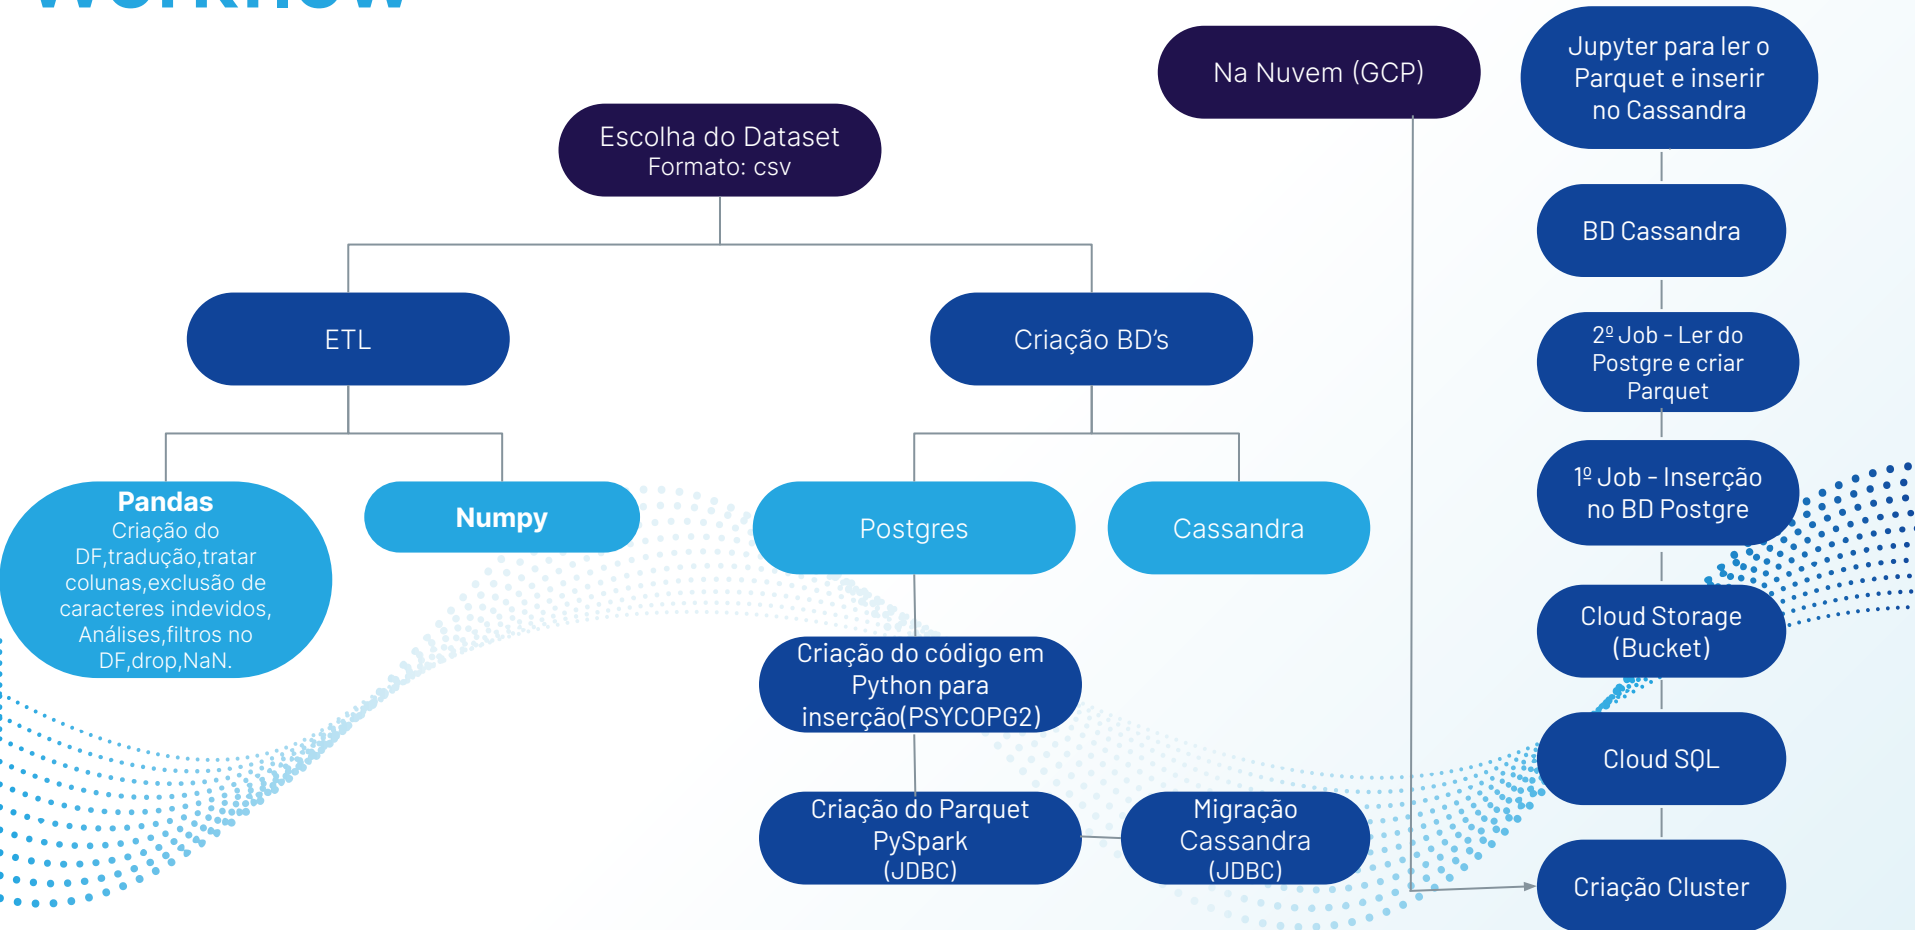 Workflow
Escolha do Dataset
Formato: csv
ETL
Criação BD's
Pandas
Criação do
DF,tradução,tratar
colunas,exclusão de
caracteres indevidos,
Análises,filtros no
DF,drop,NaN.
Numpy
Postgres
Cassandra
Criação do código em
Python para
inserção(PSYCOPG2)
Criação do Parquet
PySpark
(JDBC)
Migração
Cassandra
(JDBC)
Na Nuvem (GCP)
Jupyter para ler o
Parquet e inserir
no Cassandra
BD Cassandra
2º Job - Ler do
Postgre e criar
Parquet
1º Job - Inserção
no BD Postgre
Cloud Storage
(Bucket)
Cloud SQL
Criação Cluster